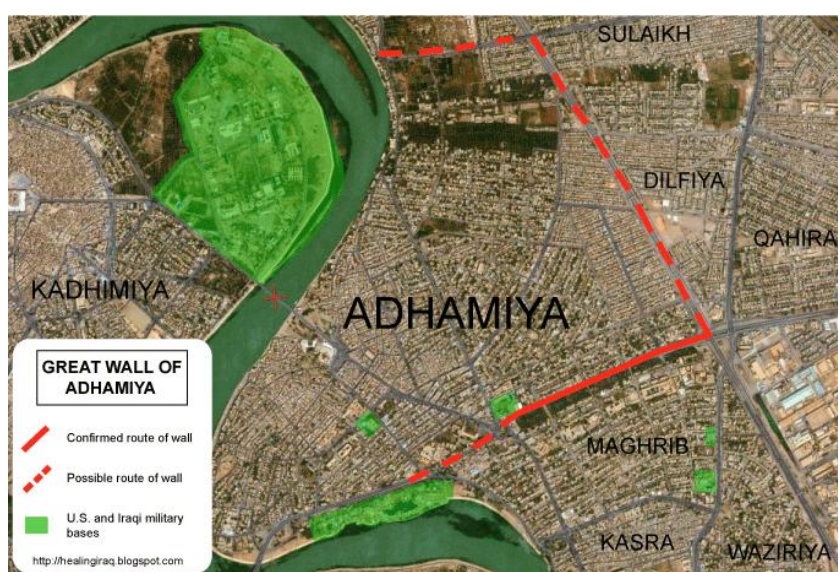 SULAIKH
DILFIYA
QAHIRA
KADHIMIYA
ADHAMIYA
MAGHRIB
KASRA
WAZIRIYA
GREAT WALL OF
ADHAMIYA
Confirmed route of wall
Possible route of wall
U.S. and Iraqi military
bases
http://healingiraq.blogspot.com